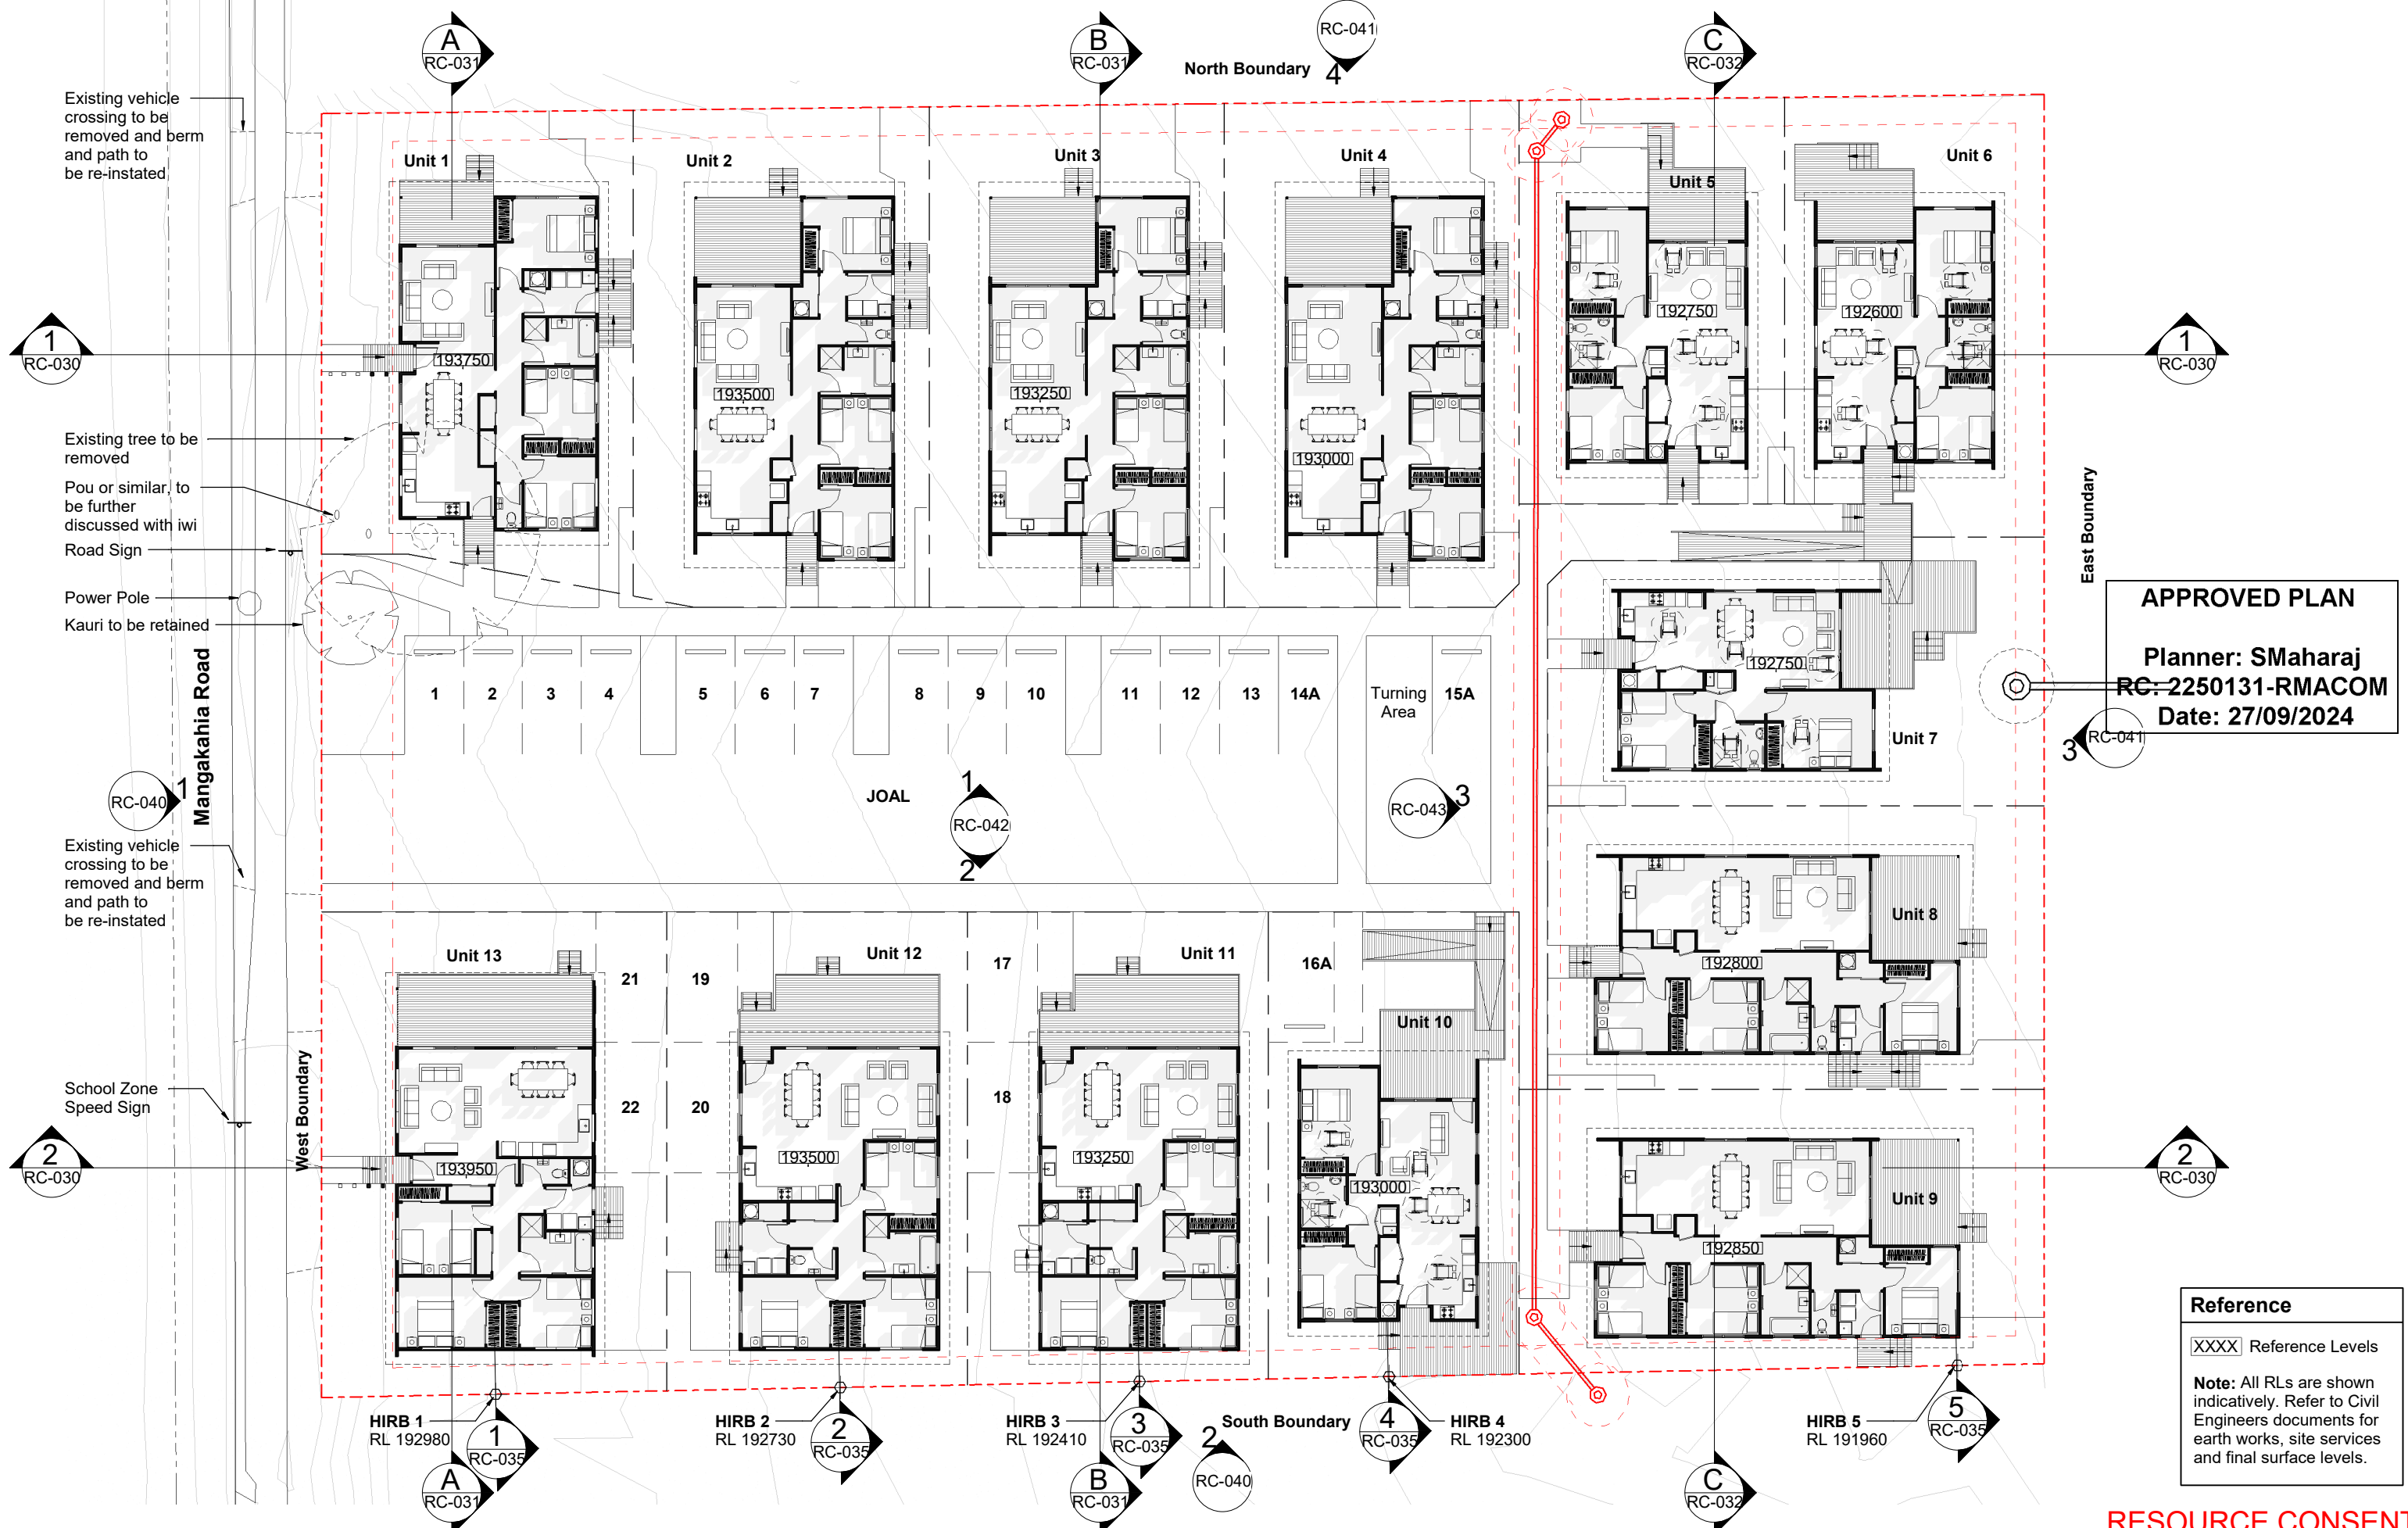 A
RC-031
B
RC-031
RC-041
4
C
RC-032
North Boundary
Existing vehicle
crossing to be
removed and berm
and path to
be re-instated
Unit 1
Unit 2
Unit 3
Unit 4
Unit 5
Unit 6
1
RC-030
193750
193500
193250
193000
192750
192600
1
RC-030
Existing tree to be
removed
Pou or similar, to
be further
discussed with iwi
Road Sign
Power Pole
Kauri to be retained
Mangakahia Road
East Boundary
APPROVED PLAN
Planner: SMaharaj
RC: 2250131-RMACOM
Date: 27/09/2024
192750
Unit 7
3
RC-041
1
2
3
4
5
6
7
8
9
10
11
12
13
14A
Turning
Area
15A
RC-040
1
JOAL
1
RC-042
2
RC-043
3
Existing vehicle
crossing to be
removed and berm
and path to
be re-instated
Unit 8
192800
Unit 13
21
19
Unit 12
17
Unit 11
16A
Unit 10
School Zone
Speed Sign
West Boundary
22
20
18
2
RC-030
193950
193500
193250
193000
Unit 9
192850
2
RC-030
HIRB 1
RL 192980
1
RC-035
HIRB 2
RL 192730
2
RC-035
HIRB 3
RL 192410
3
RC-035
South Boundary
2
RC-040
4
RC-035
HIRB 4
RL 192300
HIRB 5
RL 191960
5
RC-035
A
RC-031
B
RC-031
C
RC-032
Reference
XXXX Reference Levels
Note: All RLs are shown
indicatively. Refer to Civil
Engineers documents for
earth works, site services
and final surface levels.
RESOURCE CONSENT